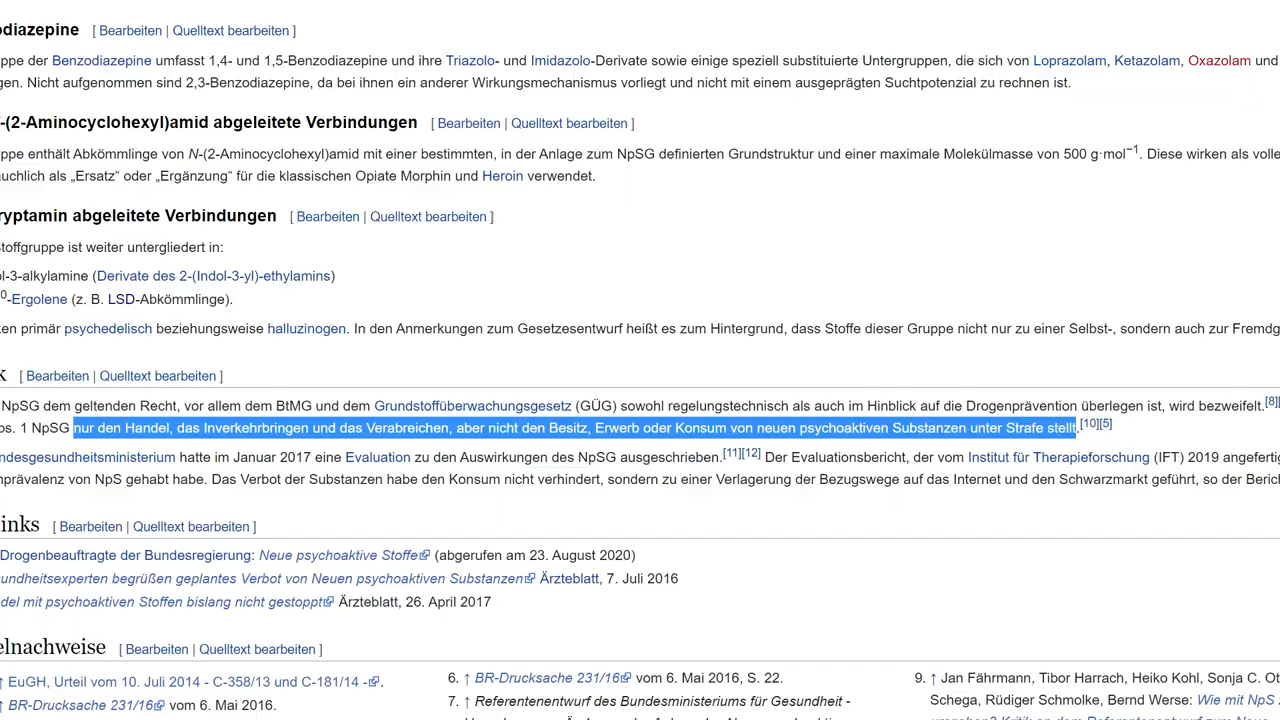 odiazepine [ Bearbeiten | Quelltext bearbeiten ]
ppe der Benzodiazepine umfasst 1,4- und 1,5-Benzodiazepine und ihre Triazolo- und Imidazolo-Derivate sowie einige speziell substituierte Untergruppen, die sich von Loprazolam, Ketazolam, Oxazolam und
gen. Nicht aufgenommen sind 2,3-Benzodiazepine, da bei ihnen ein anderer Wirkungsmechanismus vorliegt und nicht mit einem ausgeprägten Suchtpotenzial zu rechnen ist.
-(2-Aminocyclohexyl)amid abgeleitete Verbindungen [ Bearbeiten | Quelltext bearbeiten ]
ppe enthält Abkömmlinge von N-(2-Aminocyclohexyl)amid mit einer bestimmten, in der Anlage zum NpSG definierten Grundstruktur und einer maximale Molekülmasse von 500 g·mol⁻¹. Diese wirken als volle
uchlich als „Ersatz“ oder „Ergänzung“ für die klassischen Opiate Morphin und Heroin verwendet.
ryptamin abgeleitete Verbindungen [ Bearbeiten | Quelltext bearbeiten ]
Stoffgruppe ist weiter untergliedert in:
ol-3-alkylamine (Derivate des 2-(Indol-3-yl)-ethylamins)
⁰-Ergolene (z. B. LSD-Abkömmlinge).
ken primär psychedelisch beziehungsweise halluzinogen. In den Anmerkungen zum Gesetzesentwurf heißt es zum Hintergrund, dass Stoffe dieser Gruppe nicht nur zu einer Selbst-, sondern auch zur Fremdg
k [ Bearbeiten | Quelltext bearbeiten ]
NpSG dem geltenden Recht, vor allem dem BtMG und dem Grundstoffüberwachungsgesetz (GÜG) sowohl regelungstechnisch als auch im Hinblick auf die Drogenprävention überlegen ist, wird bezweifelt.[8][
bs. 1 NpSG nur den Handel, das Inverkehrbringen und das Verabreichen, aber nicht den Besitz, Erwerb oder Konsum von neuen psychoaktiven Substanzen unter Strafe stellt.[10][5]
ndesgesundheitsministerium hatte im Januar 2017 eine Evaluation zu den Auswirkungen des NpSG ausgeschrieben.[11][12] Der Evaluationsbericht, der vom Institut für Therapieforschung (IFT) 2019 angefertig
nprävalenz von NpS gehabt habe. Das Verbot der Substanzen habe den Konsum nicht verhindert, sondern zu einer Verlagerung der Bezugswege auf das Internet und den Schwarzmarkt geführt, so der Berich
inks [ Bearbeiten | Quelltext bearbeiten ]
Drogenbeauftragte der Bundesregierung: Neue psychoaktive Stoffe (abgerufen am 23. August 2020)
undheitsexperten begrüßen geplantes Verbot von Neuen psychoaktiven Substanzen Ärzteblatt, 7. Juli 2016
del mit psychoaktiven Stoffen bislang nicht gestoppt Ärzteblatt, 26. April 2017
elnachweise [ Bearbeiten | Quelltext bearbeiten ]
↑ EuGH, Urteil vom 10. Juli 2014 - C-358/13 und C-181/14 -.
↑ BR-Drucksache 231/16 vom 6. Mai 2016.
6. ↑ BR-Drucksache 231/16 vom 6. Mai 2016, S. 22.
7. ↑ Referentenentwurf des Bundesministeriums für Gesundheit -
9. ↑ Jan Fährmann, Tibor Harrach, Heiko Kohl, Sonja C. Ot
Schega, Rüdiger Schmolke, Bernd Werse: Wie mit NpS